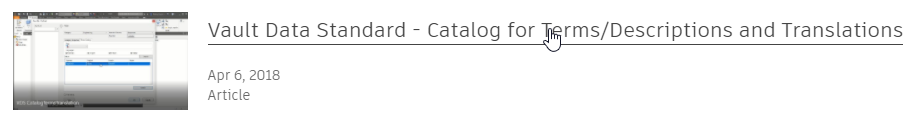 Vault Data Standard - Catalog for Terms/Descriptions and Translations
Apr 6, 2018
Article